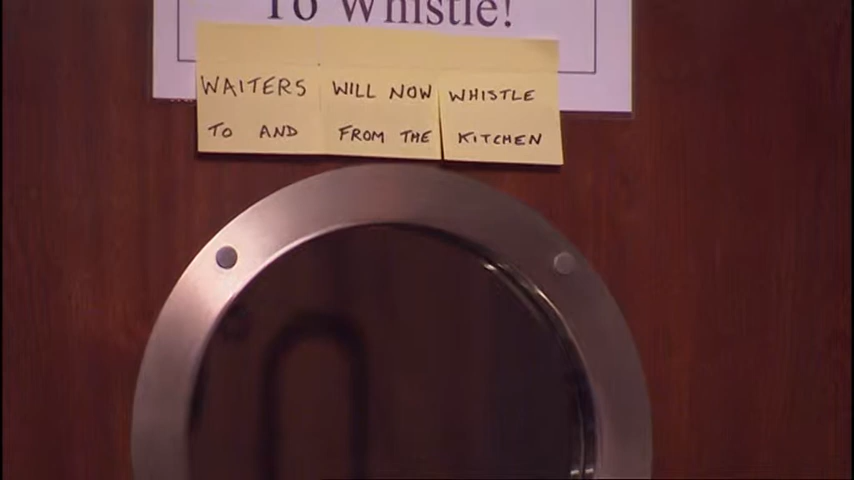 To Whistle!
WAITERS WILL NOW WHISTLE
TO AND FROM THE KITCHEN